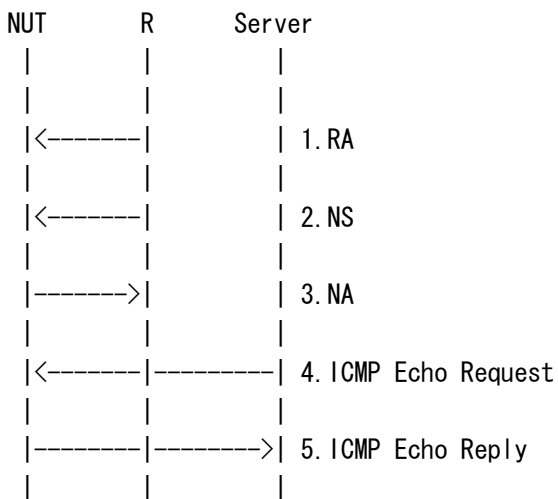 NUT R Server
1. RA
2. NS
3. NA
4. ICMP Echo Request
5. ICMP Echo Reply